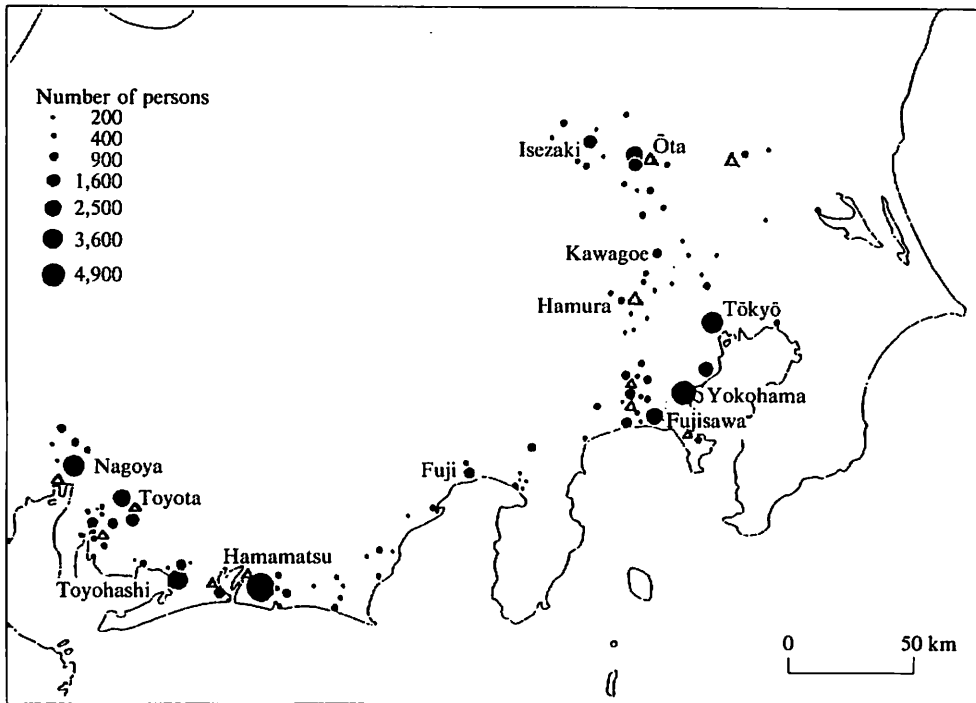 Number of persons
200
400
900
1,600
2,500
3,600
4,900
Isezaki
Ōta
Kawagoe
Hamura
Tōkyō
Yokohama
Fujisawa
Nagoya
Toyota
Fuji
Hamamatsu
Toyohashi
0 50 km